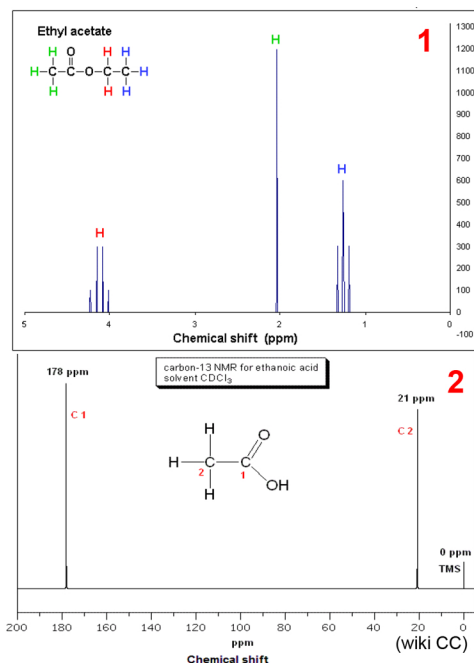 Ethyl acetate
1
H O H H
H C C O C C H
H H H
H
H
H
1300
1200
1100
1000
900
800
700
600
500
400
300
200
100
0
-100
5 4 3 2 1 0
Chemical shift (ppm)
2
carbon-13 NMR for ethanoic acid
solvent CDCl3
178 ppm
C 1
21 ppm
C 2
0 ppm
TMS
H
O
H C C
2 1
H OH
200 180 160 140 120 100 80 60 40 20 0
ppm
(wiki CC)
Chemical shift